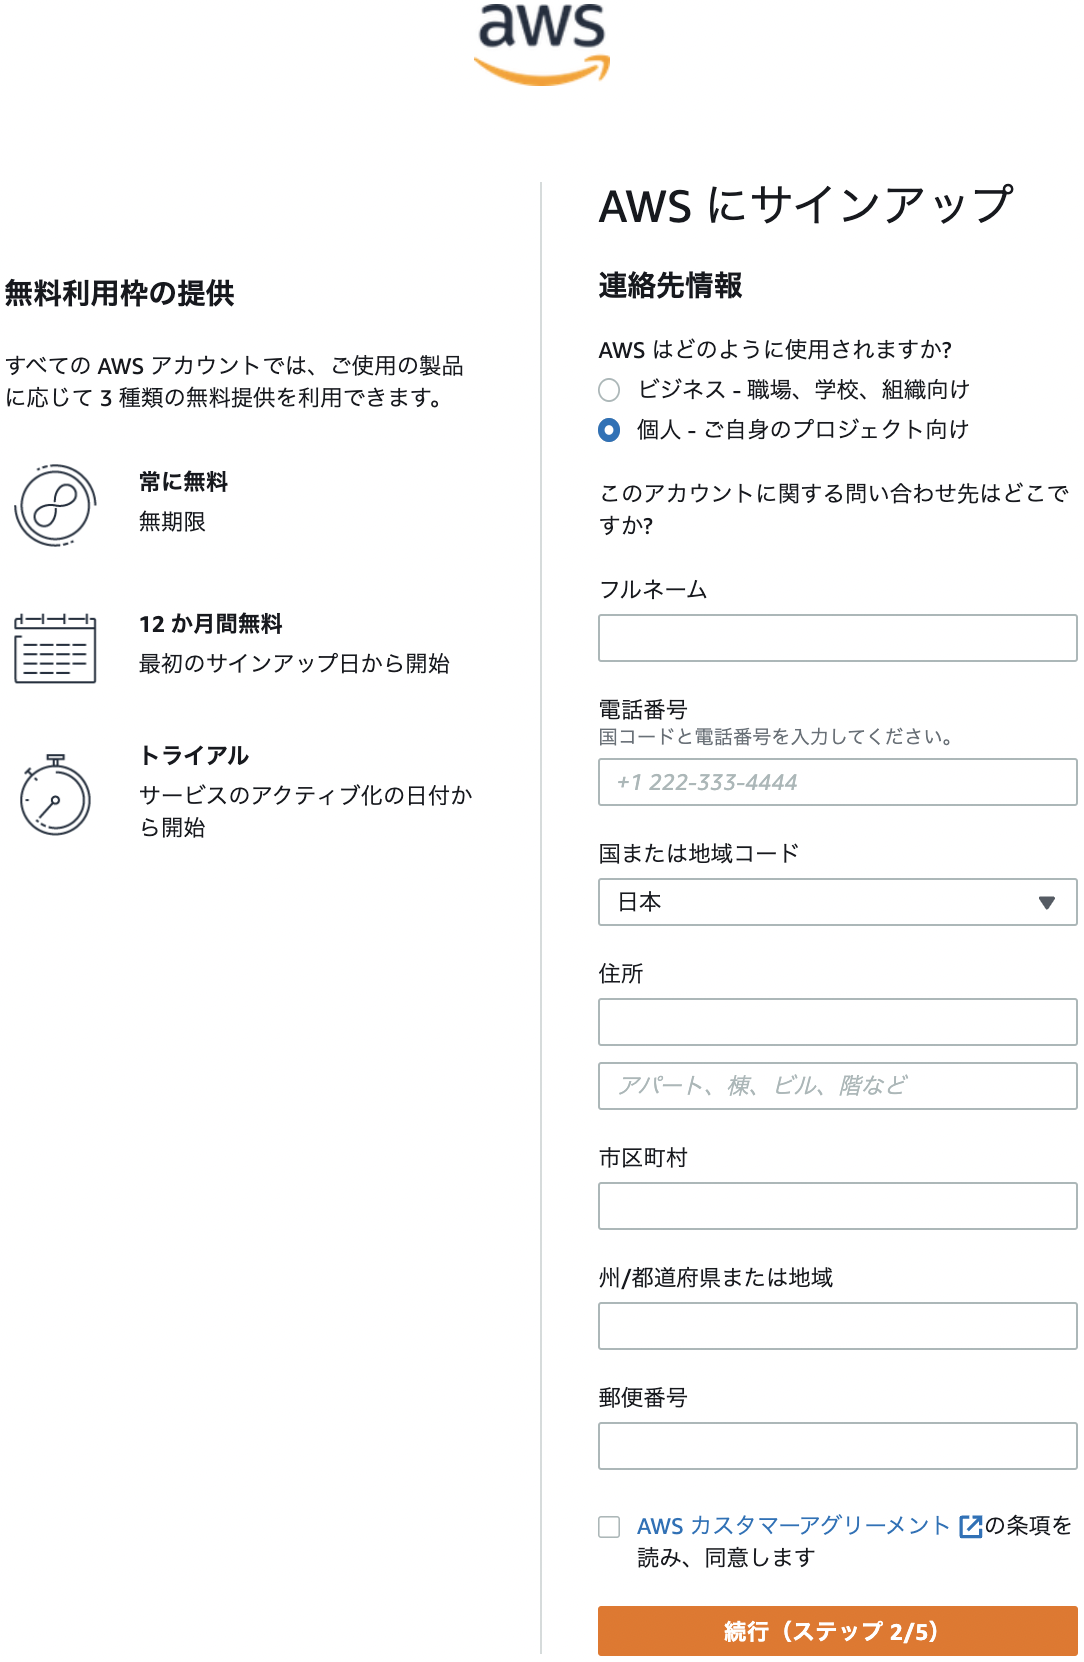 aws
無料利用枠の提供
すべての AWS アカウントでは、ご使用の製品
に応じて 3 種類の無料提供を利用できます。
常に無料
無期限
12 か月間無料
最初のサインアップ日から開始
トライアル
サービスのアクティブ化の日付か
ら開始
AWS にサインアップ
連絡先情報
AWS はどのように使用されますか?
ビジネス - 職場、学校、組織向け
個人 - ご自身のプロジェクト向け
このアカウントに関する問い合わせ先はどこで
すか?
フルネーム
電話番号
国コードと電話番号を入力してください。
+1 222-333-4444
国または地域コード
日本
住所
アパート、棟、ビル、階など
市区町村
州/都道府県または地域
郵便番号
AWS カスタマーアグリーメント の条項を
読み、同意します
続行（ステップ 2/5）